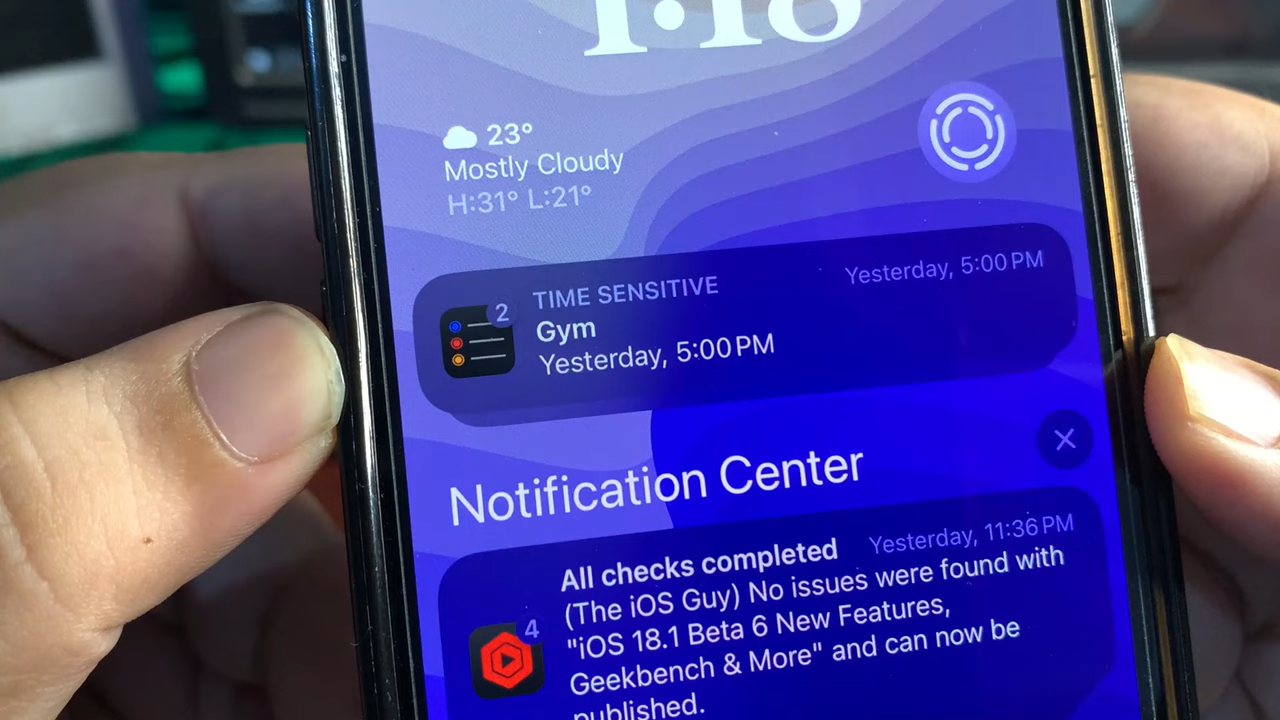 1:18
23°
Mostly Cloudy
H:31° L:21°
TIME SENSITIVE
Yesterday, 5:00 PM
2
Gym
Yesterday, 5:00 PM
Notification Center
All checks completed
Yesterday, 11:36 PM
(The iOS Guy) No issues were found with
4
"iOS 18.1 Beta 6 New Features,
Geekbench & More" and can now be
published.